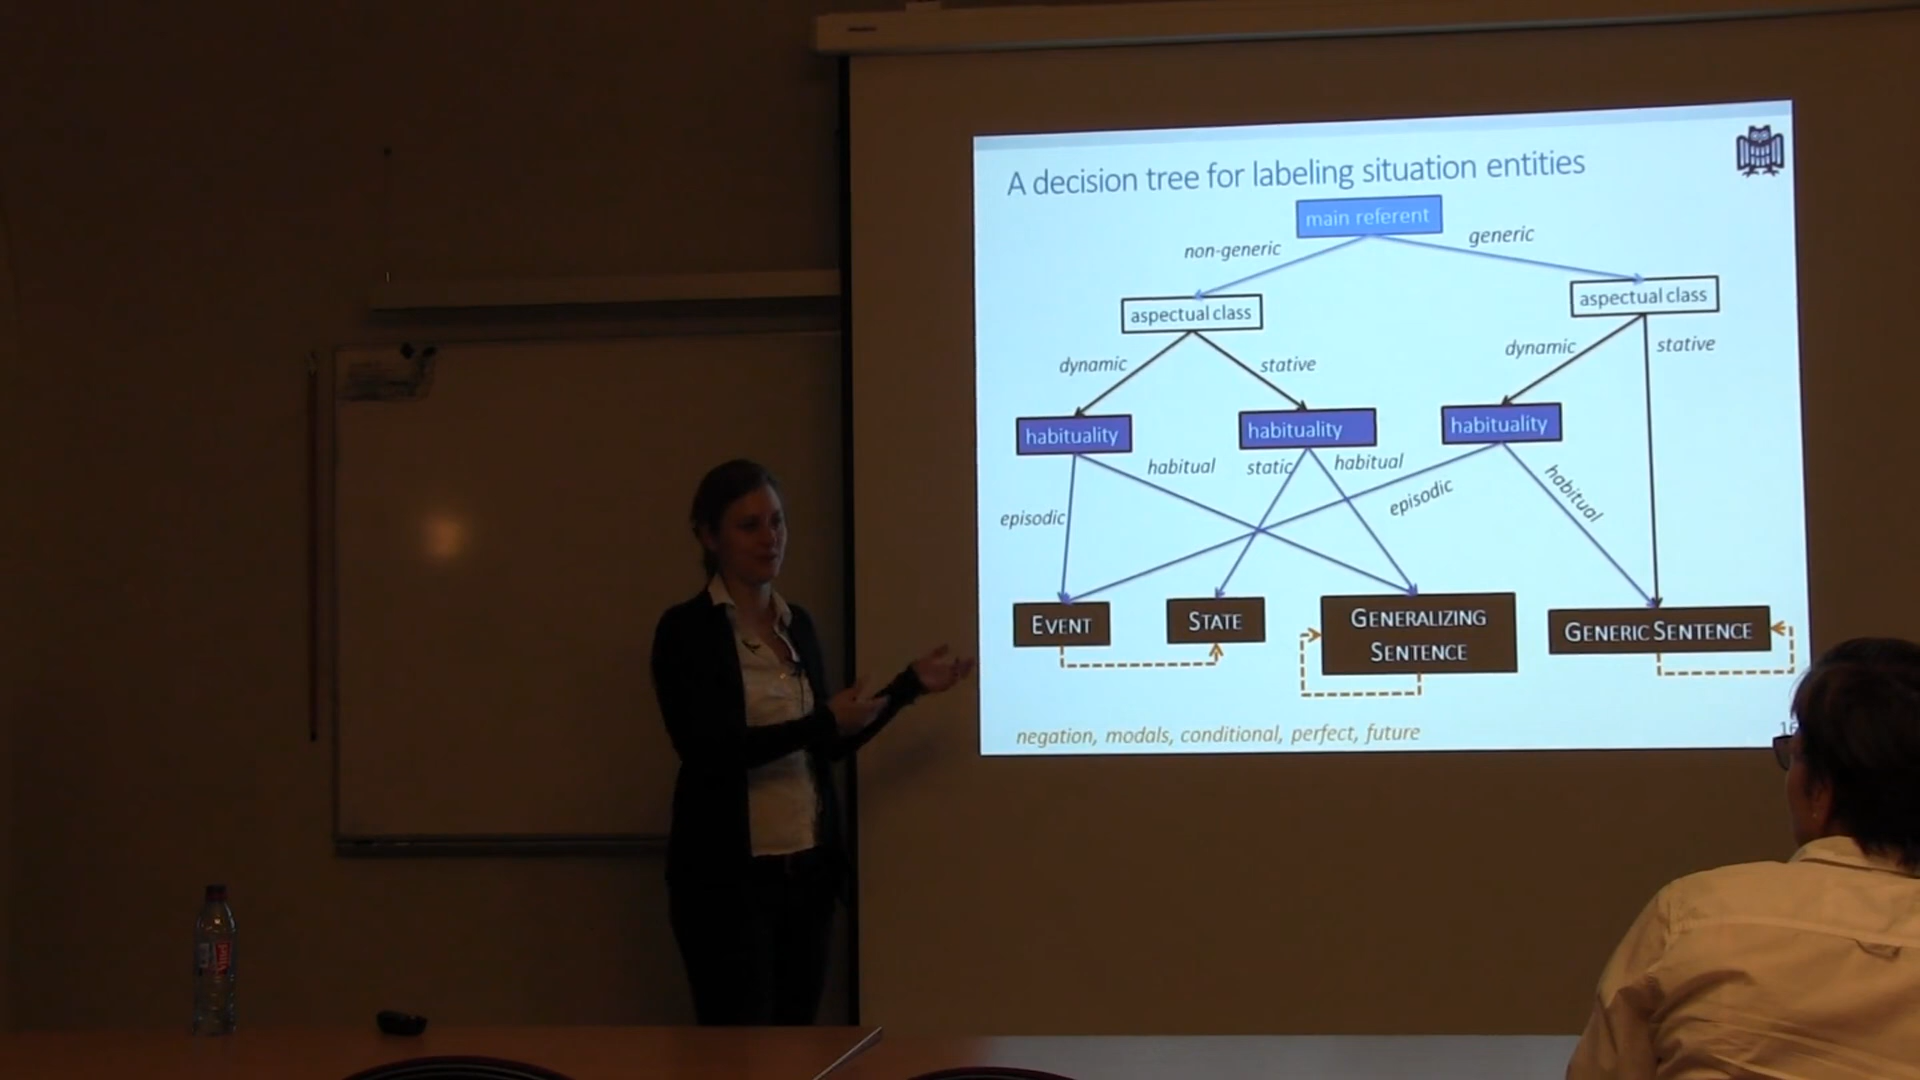 A decision tree for labeling situation entities
main referent
non-generic
generic
aspectual class
aspectual class
dynamic
stative
dynamic
stative
habituality
habituality
habituality
habitual
static
habitual
episodic
habitual
episodic
EVENT
STATE
GENERALIZING
SENTENCE
GENERIC SENTENCE
negation, modals, conditional, perfect, future